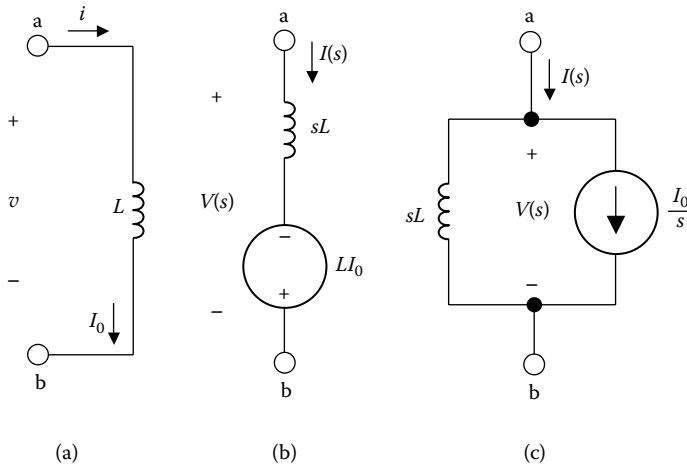 a
i
+
v
L
−
I₀
b
(a)
a
I(s)
+
sL
V(s)
−
+
LI₀
−
b
(b)
a
I(s)
+
sL
V(s)
I₀/s
−
b
(c)